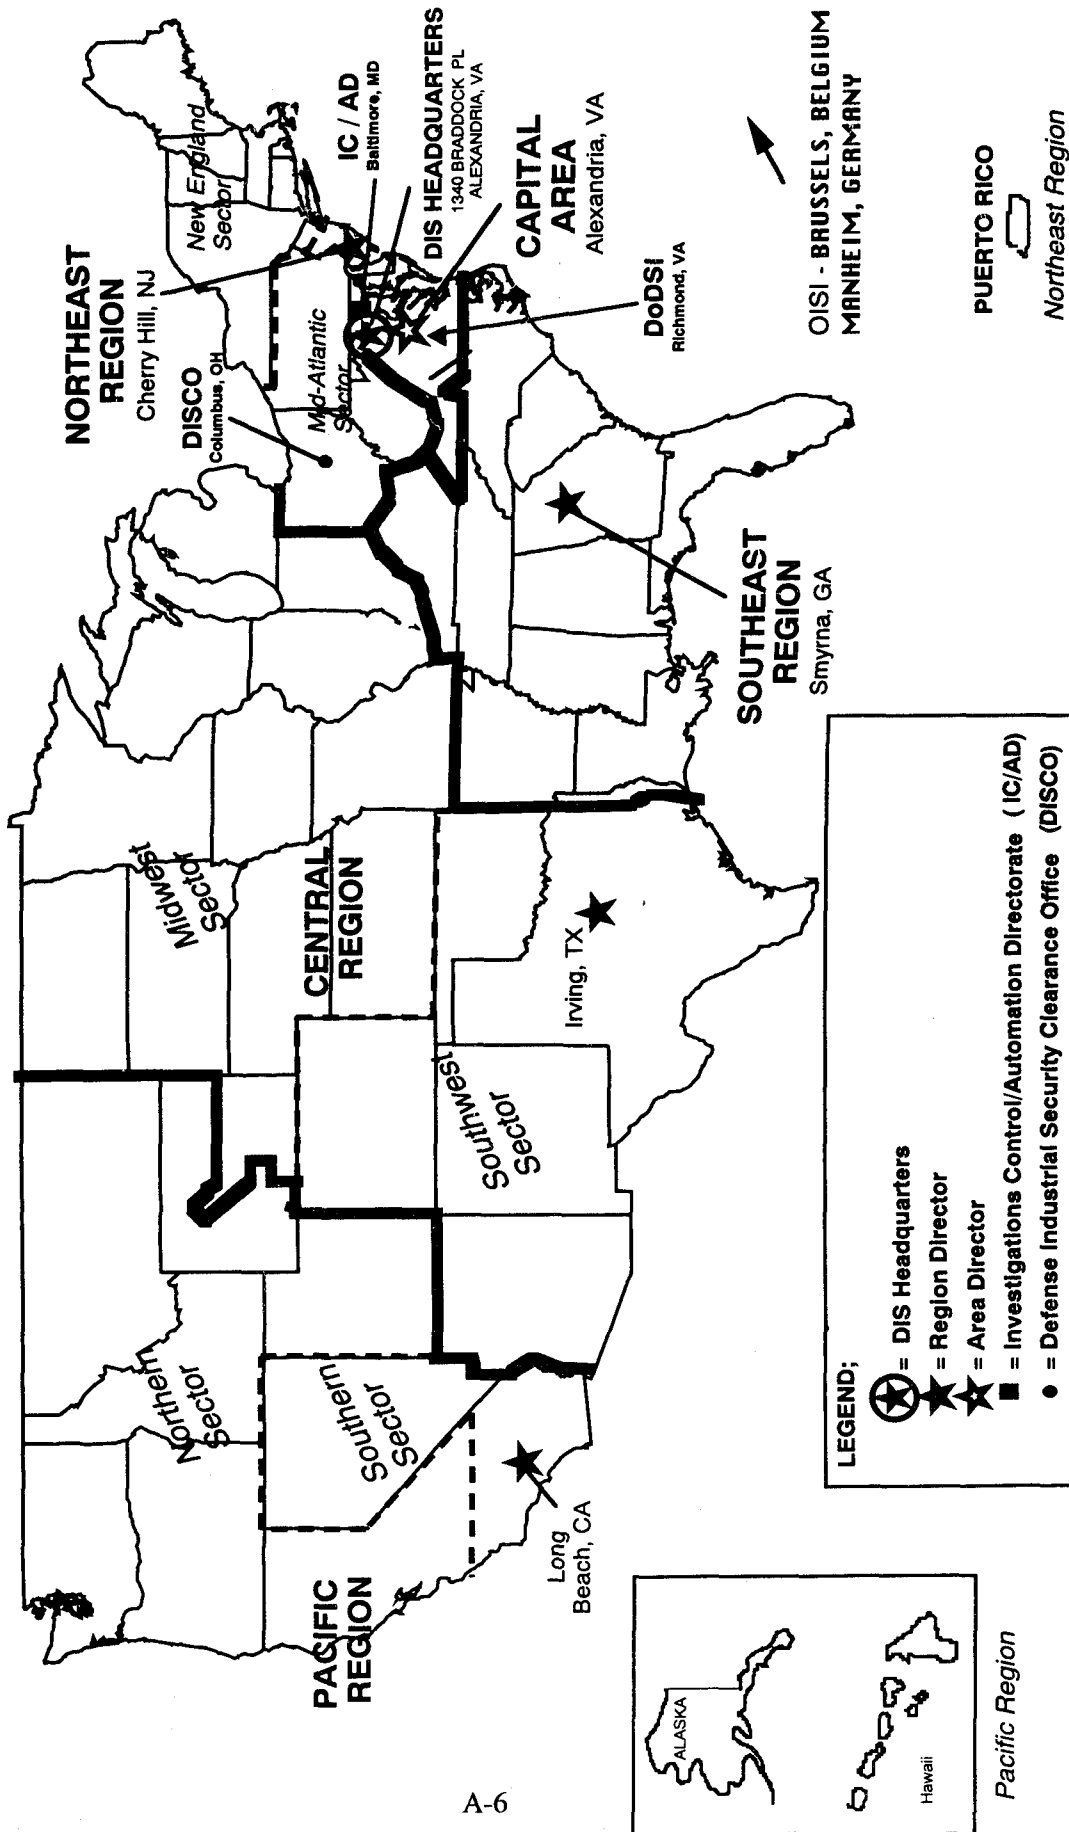 NORTHEAST
REGION
Cherry Hill, NJ
New England
Sector
DISCO
Columbus, OH
Mid-Atlantic
Sector
IC / AD
Baltimore, MD
DIS HEADQUARTERS
1340 BRADDOCK PL
ALEXANDRIA, VA
CAPITAL
AREA
Alexandria, VA
DoDSI
Richmond, VA
OISI - BRUSSELS, BELGIUM
MANHEIM, GERMANY
PUERTO RICO
Northeast Region
SOUTHEAST
REGION
Smyrna, GA
Midwest
Sector
CENTRAL
REGION
Irving, TX
Southwest
Sector
Northern
Sector
Southern
Sector
PACIFIC
REGION
Long
Beach, CA
LEGEND;
= DIS Headquarters
= Region Director
= Area Director
= Investigations Control/Automation Directorate ( IC/AD)
= Defense Industrial Security Clearance Office (DISCO)
ALASKA
Hawaii
Pacific Region
A-6